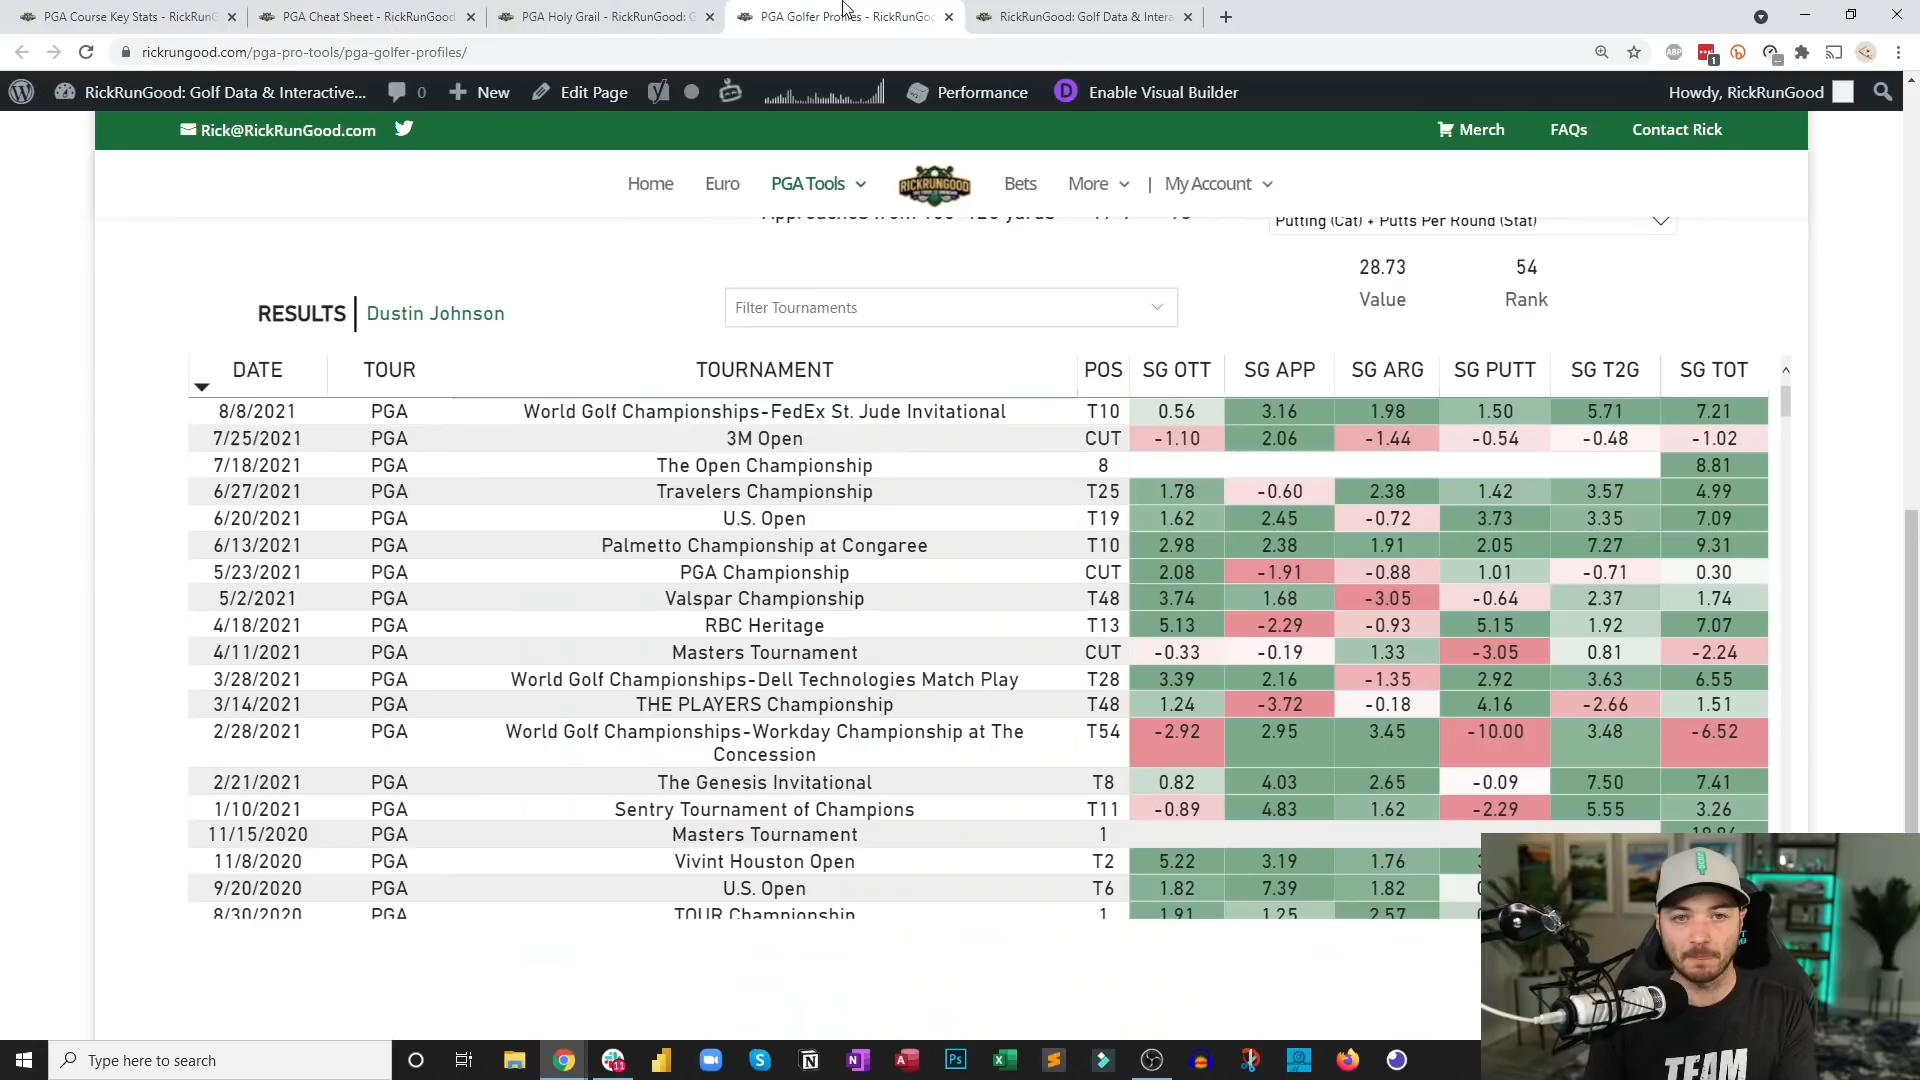 PGA Course Key Stats - RickRunG
PGA Cheat Sheet - RickRunGood
PGA Holy Grail - RickRunGood: G
PGA Golfer Profiles - RickRunGoo
RickRunGood: Golf Data & Intera
rickrungood.com/pga-pro-tools/pga-golfer-profiles/
ABP
1
RickRunGood: Golf Data & Interactive...
0
New
Edit Page
Performance
Enable Visual Builder
Howdy, RickRunGood
Rick@RickRunGood.com
Merch
FAQs
Contact Rick
Home
Euro
PGA Tools
RICKRUNGOOD
Bets
More
|
My Account
Putting (Cat) + Putts Per Round (Stat)
28.73 54
Value Rank
RESULTS | Dustin Johnson
Filter Tournaments
DATE TOUR TOURNAMENT POS SG OTT SG APP SG ARG SG PUTT SG T2G SG TOT
8/8/2021 PGA World Golf Championships-FedEx St. Jude Invitational T10 0.56 3.16 1.98 1.50 5.71 7.21
7/25/2021 PGA 3M Open CUT -1.10 2.06 -1.44 -0.54 -0.48 -1.02
7/18/2021 PGA The Open Championship 8 8.81
6/27/2021 PGA Travelers Championship T25 1.78 -0.60 2.38 1.42 3.57 4.99
6/20/2021 PGA U.S. Open T19 1.62 2.45 -0.72 3.73 3.35 7.09
6/13/2021 PGA Palmetto Championship at Congaree T10 2.98 2.38 1.91 2.05 7.27 9.31
5/23/2021 PGA PGA Championship CUT 2.08 -1.91 -0.88 1.01 -0.71 0.30
5/2/2021 PGA Valspar Championship T48 3.74 1.68 -3.05 -0.64 2.37 1.74
4/18/2021 PGA RBC Heritage T13 5.13 -2.29 -0.93 5.15 1.92 7.07
4/11/2021 PGA Masters Tournament CUT -0.33 -0.19 1.33 -3.05 0.81 -2.24
3/28/2021 PGA World Golf Championships-Dell Technologies Match Play T28 3.39 2.16 -1.35 2.92 3.63 6.55
3/14/2021 PGA THE PLAYERS Championship T48 1.24 -3.72 -0.18 4.16 -2.66 1.51
2/28/2021 PGA World Golf Championships-Workday Championship at The T54 -2.92 2.95 3.45 -10.00 3.48 -6.52
Concession
2/21/2021 PGA The Genesis Invitational T8 0.82 4.03 2.65 -0.09 7.50 7.41
1/10/2021 PGA Sentry Tournament of Champions T11 -0.89 4.83 1.62 -2.29 5.55 3.26
11/15/2020 PGA Masters Tournament 1
11/8/2020 PGA Vivint Houston Open T2 5.22 3.19 1.76
9/20/2020 PGA U.S. Open T6 1.82 7.39 1.82
8/30/2020 PGA TOUR Championship 1 1.91 1.25 2.57
TEAM
Type here to search
11